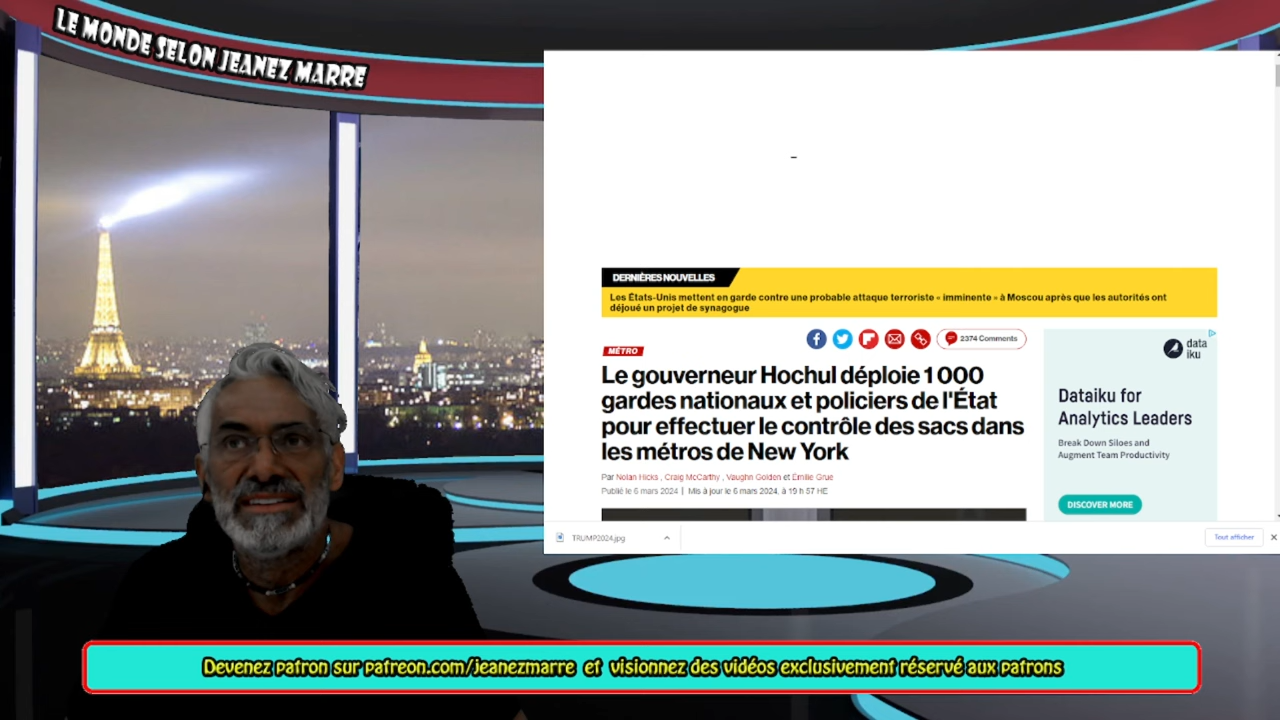 LE MONDE SELON JEANEZ MARRE
DERNIÈRES NOUVELLES
Les États-Unis mettent en garde contre une probable attaque terroriste « imminente » à Moscou après que les autorités ont
déjoué un projet de synagogue
2374 Comments
MÉTRO
Le gouverneur Hochul déploie 1 000
gardes nationaux et policiers de l'État
pour effectuer le contrôle des sacs dans
les métros de New York
Par Nolan Hicks , Craig McCarthy , Vaughn Golden et Émilie Grue
Publié le 6 mars 2024 | Mis à jour le 6 mars 2024, à 19 h 57 HE
data
iku
Dataiku for
Analytics Leaders
Break Down Siloes and
Augment Team Productivity
DISCOVER MORE
TRUMP2024.jpg
Tout afficher
Devenez patron sur patreon.com/jeanezmarre et visionnez des vidéos exclusivement réservé aux patrons